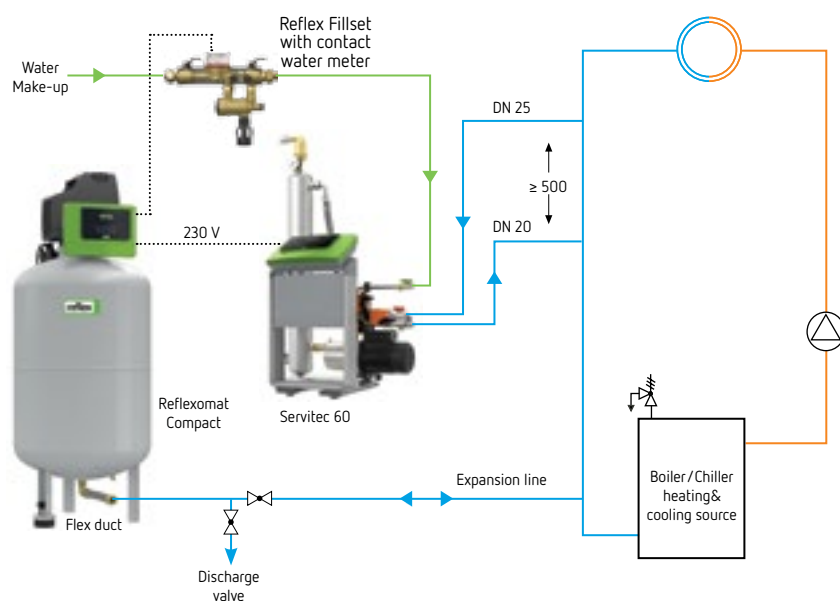 Reflex Fillset
with contact
water meter
Water
Make-up
DN 25
≥ 500
DN 20
230 V
reflex
Reflexomat
Compact
Servitec 60
Expansion line
Boiler/Chiller
heating&
cooling source
Flex duct
Discharge
valve